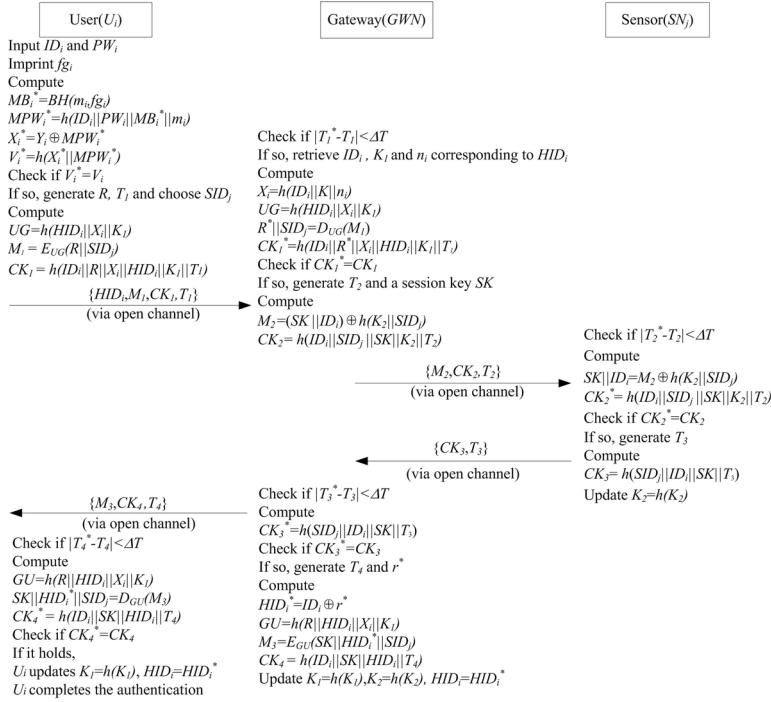 User(Ui)
Gateway(GWN)
Sensor(SNj)
Input IDi and PWi
Imprint fgi
Compute
MBi*=BH(mi,fgi)
MPWi*=h(IDi||PWi||MBi*||mi)
Xi*=Yi⊕MPWi*
Vi*=h(Xi*||MPWi*)
Check if Vi*=Vi
If so, generate R, T1 and choose SIDj
Compute
UG=h(HIDi||Xi||K1)
M1 = EUG(R||SIDj)
CK1 = h(IDi||R||Xi||HIDi||K1||T1)
{HIDi,M1,CK1,T1}
(via open channel)
Check if |T1*-T1|<ΔT
If so, retrieve IDi , K1 and ni corresponding to HIDi
Compute
Xi=h(IDi||K||ni)
UG=h(HIDi||Xi||K1)
R*||SIDj=DUG(M1)
CK1*=h(IDi||R*||Xi||HIDi||K1||T1)
Check if CK1*=CK1
If so, generate T2 and a session key SK
Compute
M2=(SK||IDi)⊕h(K2||SIDj)
CK2= h(IDi||SIDj||SK||K2||T2)
{M2,CK2,T2}
(via open channel)
Check if |T2*-T2|<ΔT
Compute
SK||IDi=M2⊕h(K2||SIDj)
CK2*= h(IDi||SIDj||SK||K2||T2)
Check if CK2*=CK2
If so, generate T3
Compute
CK3= h(SIDj||IDi||SK||T3)
Update K2=h(K2)
{CK3,T3}
(via open channel)
Check if |T3*-T3|<ΔT
Compute
CK3*=h(SIDj||IDi||SK||T3)
Check if CK3*=CK3
If so, generate T4 and r*
Compute
HIDi*=IDi⊕r*
GU=h(R||HIDi||Xi||K1)
M3=EGU(SK||HIDi*||SIDj)
CK4= h(IDi||SK||HIDi||T4)
Update K1=h(K1),K2=h(K2), HIDi=HIDi*
{M3,CK4,T4}
(via open channel)
Check if |T4*-T4|<ΔT
Compute
GU=h(R||HIDi||Xi||K1)
SK||HIDi*||SIDj=DGU(M3)
CK4*= h(IDi||SK||HIDi||T4)
Check if CK4*=CK4
If it holds,
Ui updates K1=h(K1), HIDi=HIDi*
Ui completes the authentication